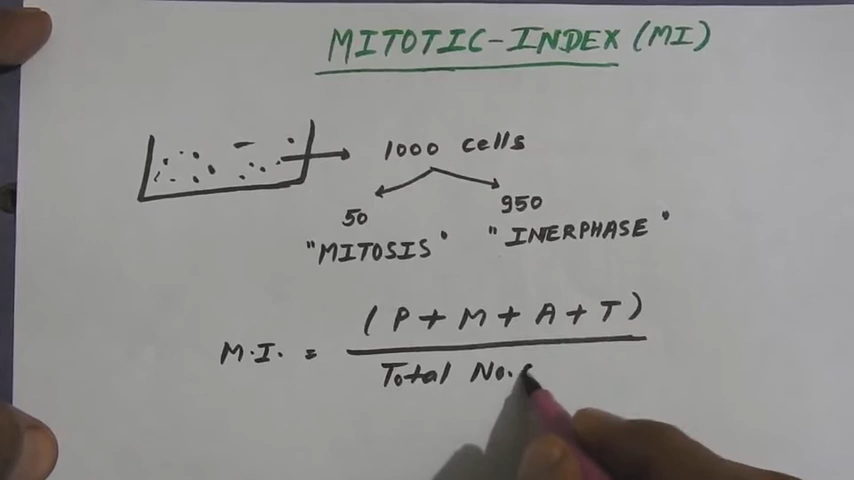 MITOTIC-INDEX (MI)
1000 cells
50 950
"MITOSIS" "INERPHASE"
(P + M + A + T)
M.I. =
Total No.